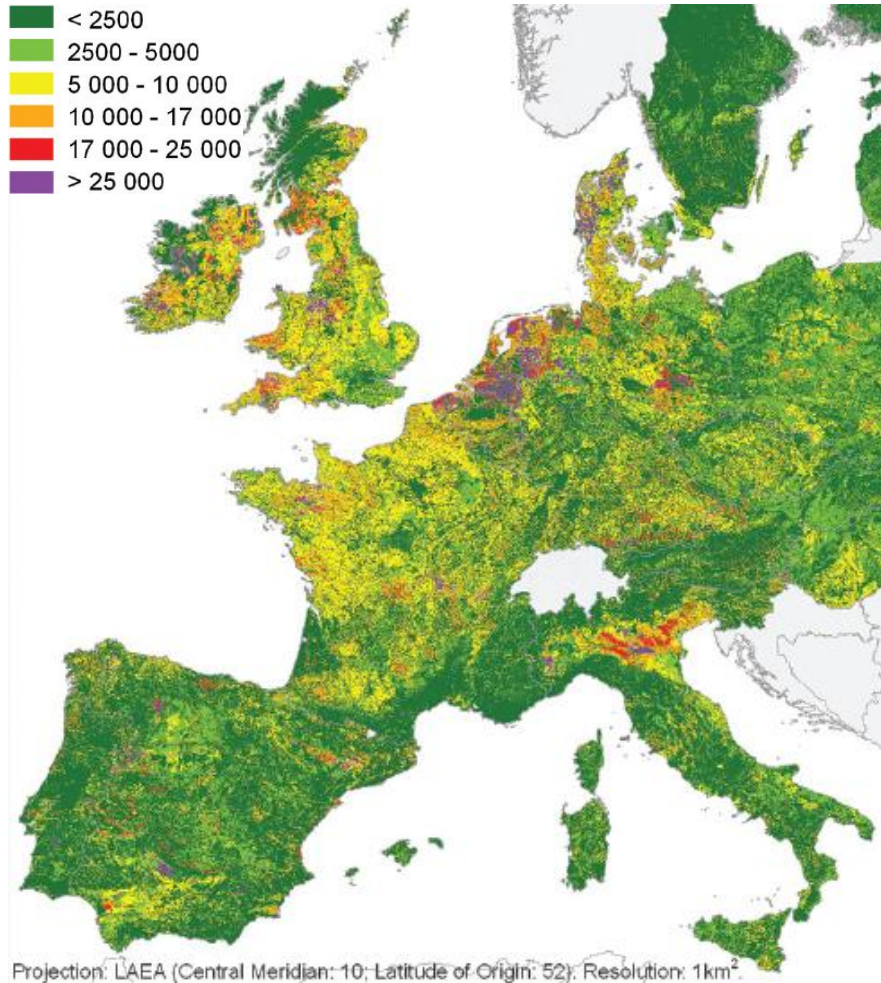 < 2500
2500 - 5000
5 000 - 10 000
10 000 - 17 000
17 000 - 25 000
> 25 000
Projection: LAEA (Central Meridian: 10; Latitude of Origin: 52). Resolution: 1km².